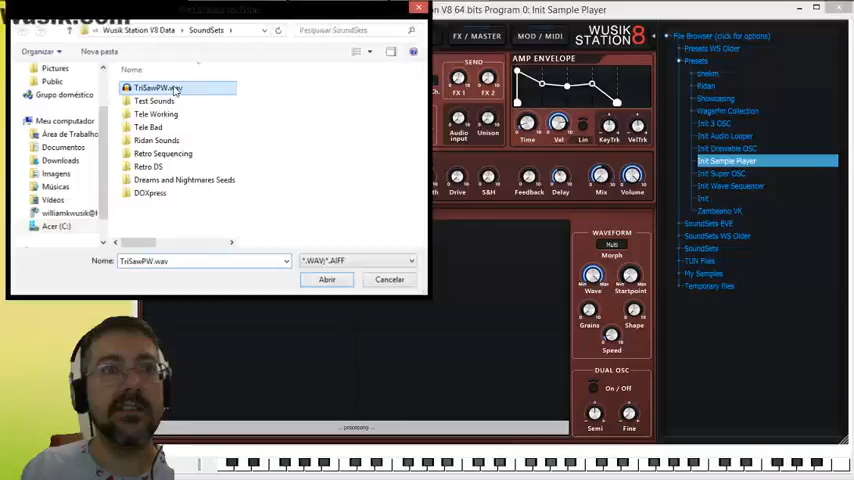 wusik.com
V8 64 bits Program 0: Init Sample Player
Wusik Station V8 Data
SoundSets
Pesquisar SoundSets
Organizar
Nova pasta
Pictures
Public
Grupo doméstico
Meu computador
Área de Trabalho
Documentos
Downloads
Imagens
Músicas
Vídeos
Acer (C:)
Nome
TriSawPW.wav
Test Sounds
Tele Working
Tele Bad
Ridan Sounds
Retro Sequencing
Retro DS
Dreams and Nightmares Seeds
DOXpress
Nome:
TriSawPW.wav
*.WAV;*.AIFF
Abrir
Cancelar
FX / MASTER
MOD / MIDI
WUSIK
STATION 8
SEND
FX 1
FX 2
Audio
input
Unison
AMP ENVELOPE
Time
Vel
KeyTrk
VelTrk
Drive
S&H
Feedback
Delay
Mix
Volume
WAVEFORM
Multi
Morph
Wave
Startpoint
Grains
Shape
Speed
DUAL OSC
On / Off
Semi
Fine
... processing ...
File Browser (click for options)
Presets WS Older
Presets
Ridan
Showcasing
Wagsrfm Collection
Init 3 OSC
Init Audio Looper
Init Drawable OSC
Init Sample Player
Init Super OSC
Init Wave Sequencer
Init
Zambeano VK
SoundSets EVE
SoundSets WS Older
SoundSets
TUN Files
My Samples
Temporary files